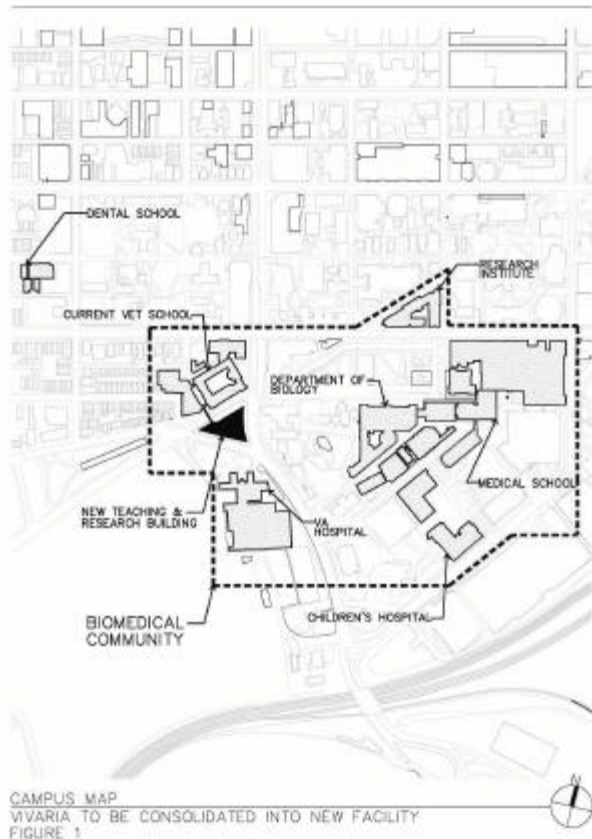 DENTAL SCHOOL
RESEARCH
INSTITUTE
CURRENT VET SCHOOL
DEPARTMENT OF
BIOLOGY
MEDICAL SCHOOL
NEW TEACHING &
RESEARCH BUILDING
VA
HOSPITAL
CHILDREN'S HOSPITAL
BIOMEDICAL
COMMUNITY
N
CAMPUS MAP
VIVARIA TO BE CONSOLIDATED INTO NEW FACILITY
FIGURE 1